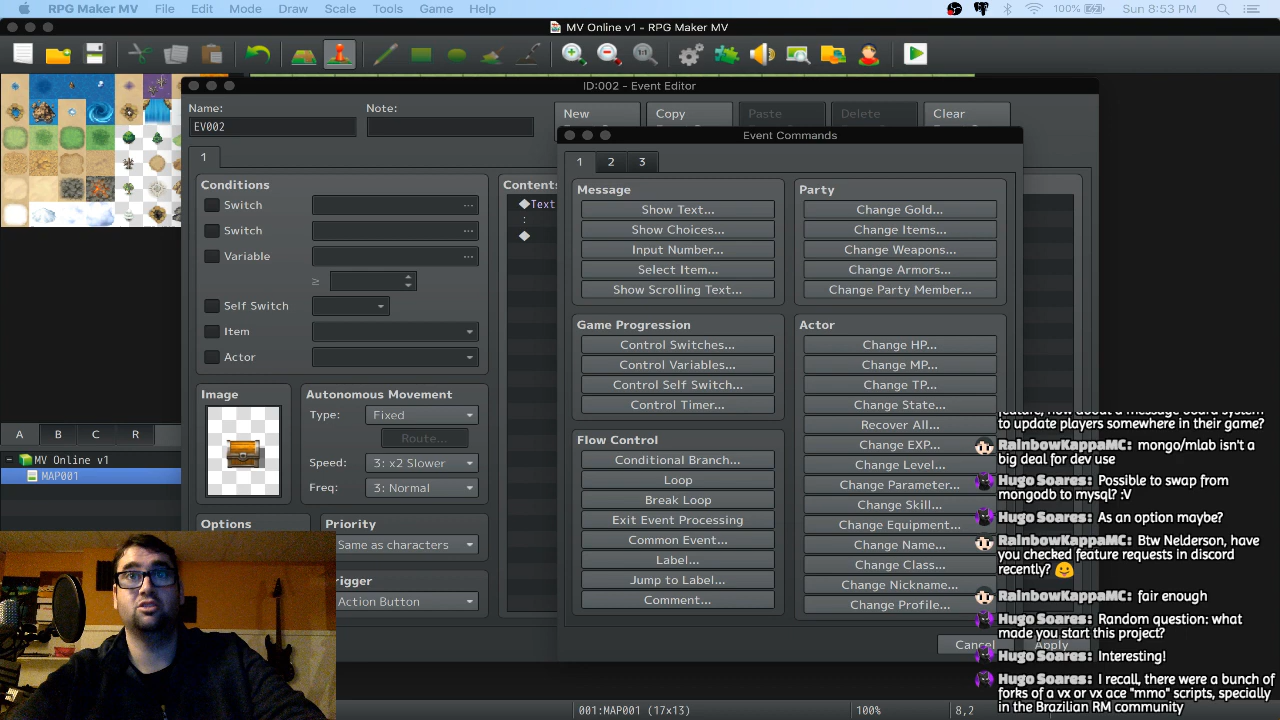 RPG Maker MV File Edit Mode Draw Scale Tools Game Help 100% Sun 8:53 PM
MV Online v1 - RPG Maker MV
1:1
ID:002 - Event Editor
Name: Note: New Copy Paste Delete Clear
EV002
Event Commands
1
1 2 3
Conditions
Switch ...
Switch ...
Variable ...
≥
Self Switch
Item
Actor
Contents
◆Text
:
◆
Message
Show Text...
Show Choices...
Input Number...
Select Item...
Show Scrolling Text...
Game Progression
Control Switches...
Control Variables...
Control Self Switch...
Control Timer...
Flow Control
Conditional Branch...
Loop
Break Loop
Exit Event Processing
Common Event...
Label...
Jump to Label...
Comment...
Party
Change Gold...
Change Items...
Change Weapons...
Change Armors...
Change Party Member...
Actor
Change HP...
Change MP...
Change TP...
Change State...
Recover All...
Change EXP...
Change Level...
Change Parameter...
Change Skill...
Change Equipment...
Change Name...
Change Class...
Change Nickname...
Change Profile...
Cancel
Apply
Image
Autonomous Movement
Type: Fixed
Route...
Speed: 3: x2 Slower
Freq: 3: Normal
Options
Priority
Same as characters
Trigger
Action Button
A B C R
MV Online v1
MAP001
feature, how about a message board system
to update players somewhere in their game?
RainbowKappaMC: mongo/mlab isn't a
big deal for dev use
Hugo Soares: Possible to swap from
mongodb to mysql? :V
Hugo Soares: As an option maybe?
RainbowKappaMC: Btw Nelderson, have
you checked feature requests in discord
recently? 🙂
RainbowKappaMC: fair enough
Hugo Soares: Random question: what
made you start this project?
Hugo Soares: Interesting!
Hugo Soares: I recall, there were a bunch of
forks of a vx or vx ace "mmo" scripts, specially
in the Brazilian RM community
001:MAP001 (17x13) 100% 8,2